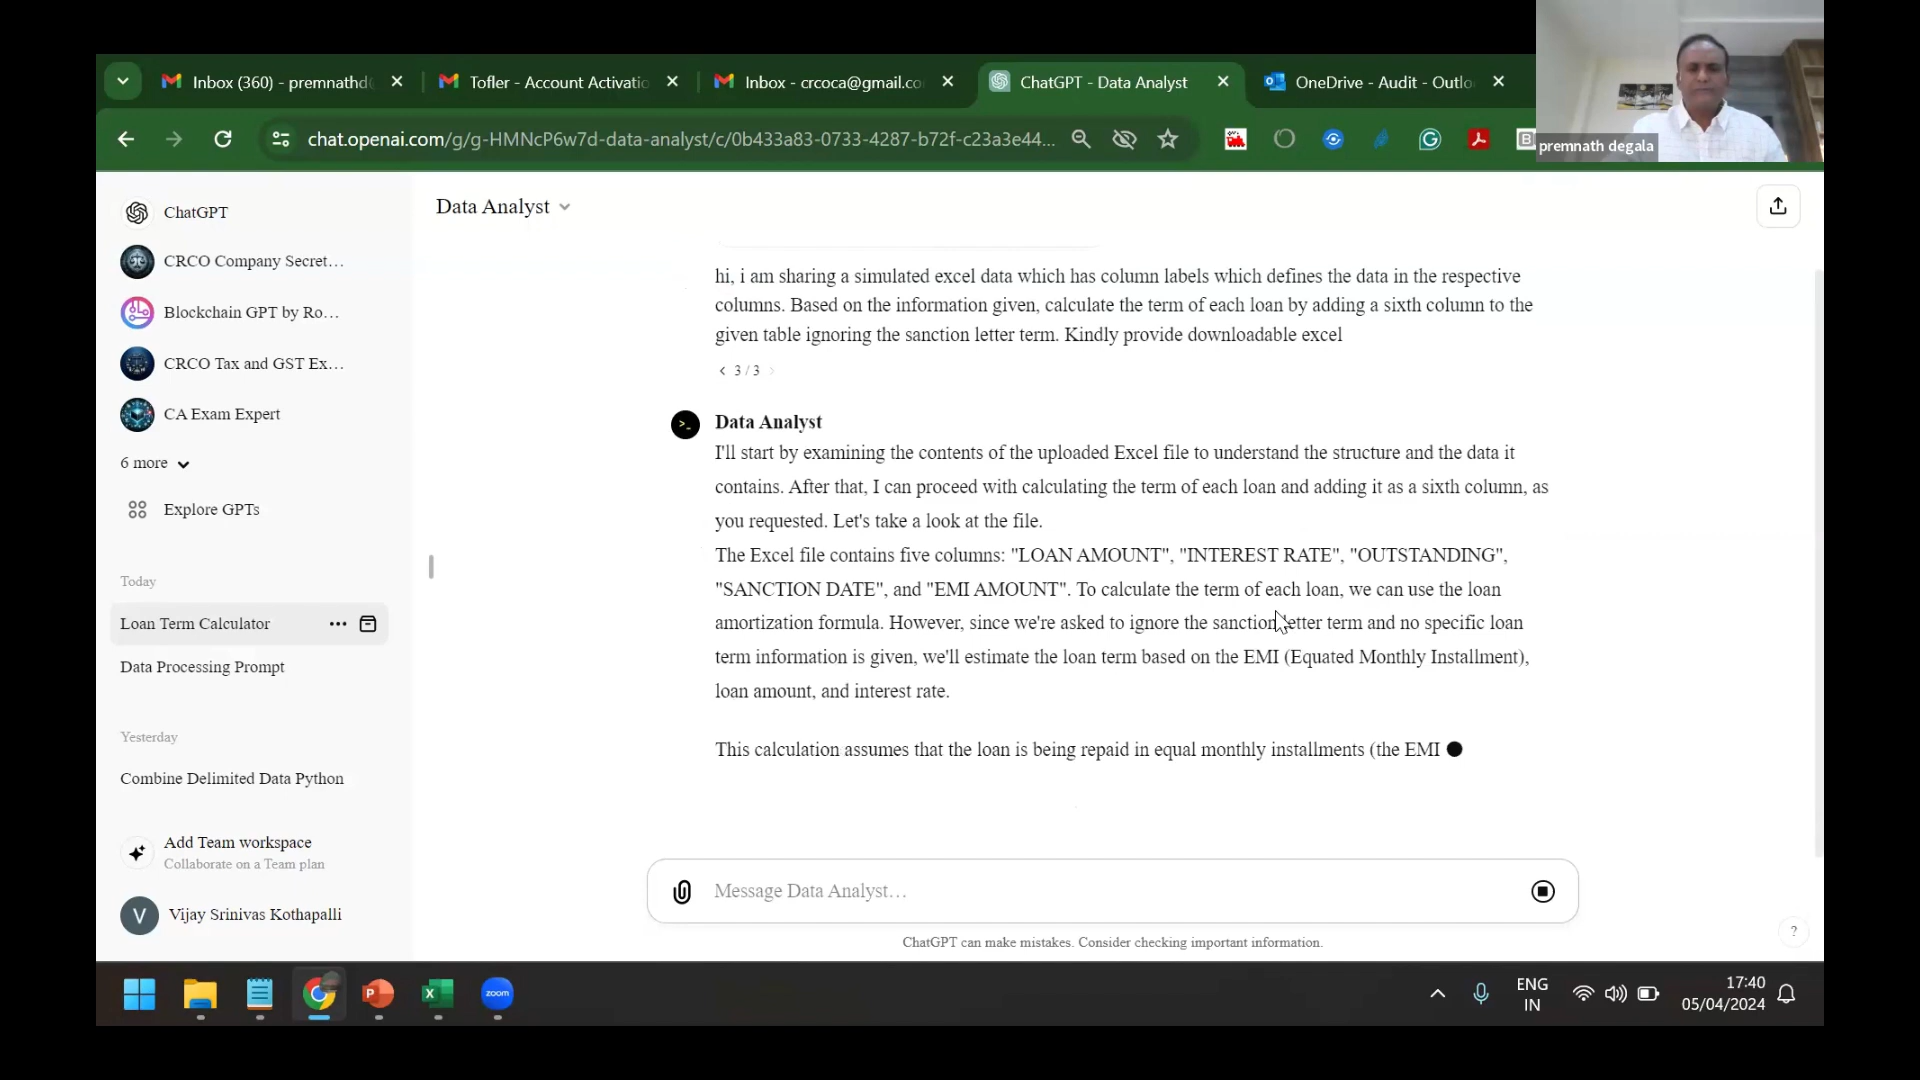 Inbox (360) - premnathd
Tofler - Account Activatio
Inbox - crcoca@gmail.co
ChatGPT - Data Analyst
OneDrive - Audit - Outlo
chat.openai.com/g/g-HMNcP6w7d-data-analyst/c/0b433a83-0733-4287-b72f-c23a3e44...
premnath degala
ChatGPT
CRCO Company Secret...
Blockchain GPT by Ro...
CRCO Tax and GST Ex...
CA Exam Expert
6 more
Explore GPTs
Today
Loan Term Calculator
Data Processing Prompt
Yesterday
Combine Delimited Data Python
Add Team workspace
Collaborate on a Team plan
V
Vijay Srinivas Kothapalli
Data Analyst
hi, i am sharing a simulated excel data which has column labels which defines the data in the respective
columns. Based on the information given, calculate the term of each loan by adding a sixth column to the
given table ignoring the sanction letter term. Kindly provide downloadable excel
3 / 3
Data Analyst
I'll start by examining the contents of the uploaded Excel file to understand the structure and the data it
contains. After that, I can proceed with calculating the term of each loan and adding it as a sixth column, as
you requested. Let's take a look at the file.
The Excel file contains five columns: "LOAN AMOUNT", "INTEREST RATE", "OUTSTANDING",
"SANCTION DATE", and "EMI AMOUNT". To calculate the term of each loan, we can use the loan
amortization formula. However, since we're asked to ignore the sanction letter term and no specific loan
term information is given, we'll estimate the loan term based on the EMI (Equated Monthly Installment),
loan amount, and interest rate.
This calculation assumes that the loan is being repaid in equal monthly installments (the EMI
Message Data Analyst...
ChatGPT can make mistakes. Consider checking important information.
?
zoom
ENG
IN
17:40
05/04/2024